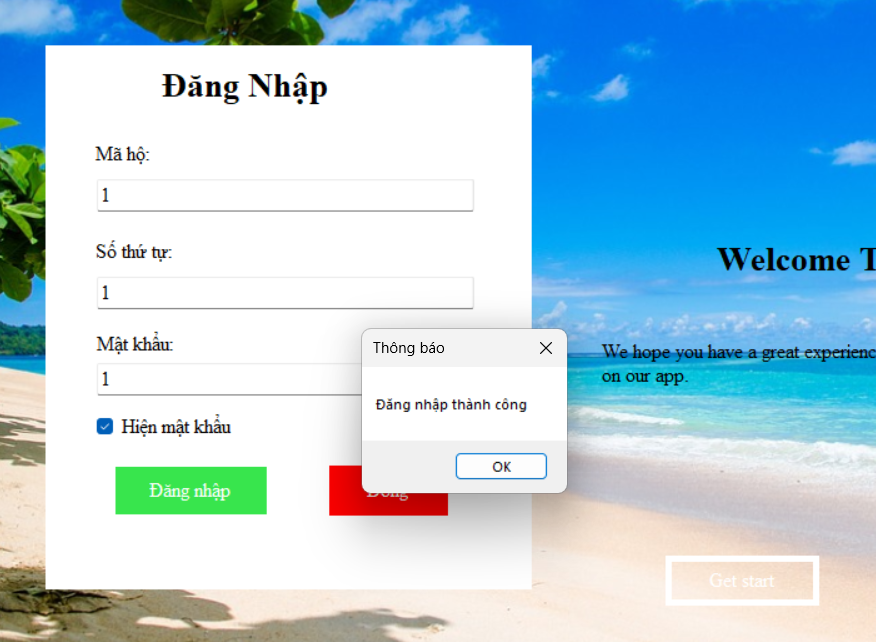 Đăng Nhập
Mã hộ:
1
Số thứ tự:
1
Mật khẩu:
1
Hiện mật khẩu
Đăng nhập
Thông báo
Đăng nhập thành công
OK
Welcome
We hope you have a great
on our app.
Get start